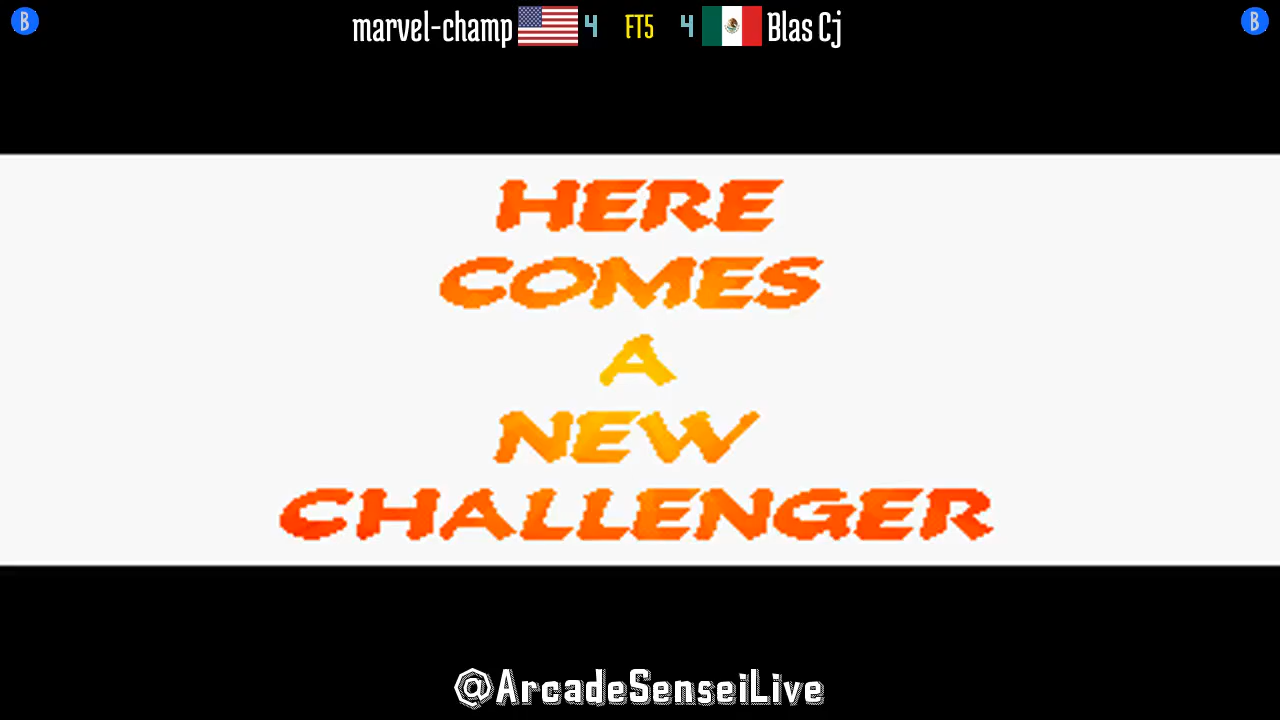 B marvel-champ 4 FT5 4 Blas Cj B
HERE
COMES
A
NEW
CHALLENGER
@ArcadeSenseiLive